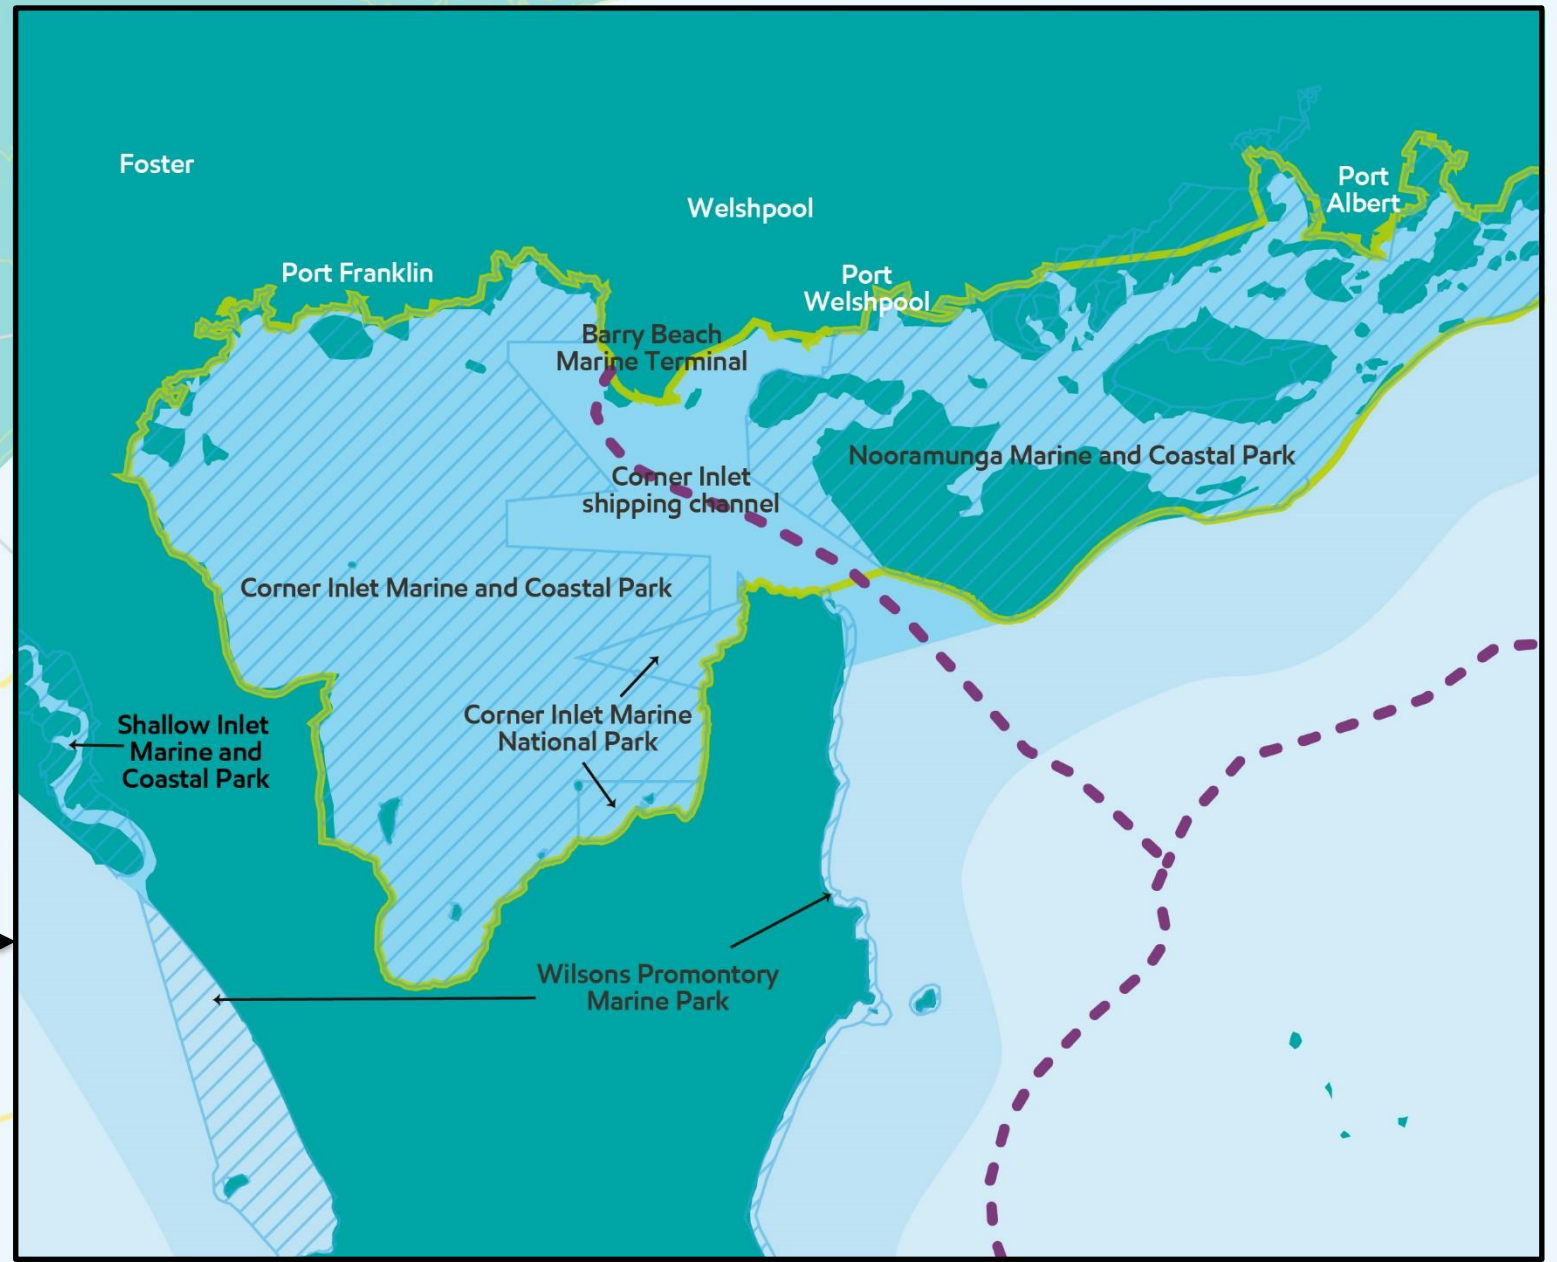 Foster
Welshpool
Port
Albert
Port Franklin
Port
Welshpool
Barry Beach
Marine Terminal
Nooramunga Marine and Coastal Park
Corner Inlet
shipping channel
Corner Inlet Marine and Coastal Park
Corner Inlet Marine
National Park
Shallow Inlet
Marine and
Coastal Park
Wilsons Promontory
Marine Park